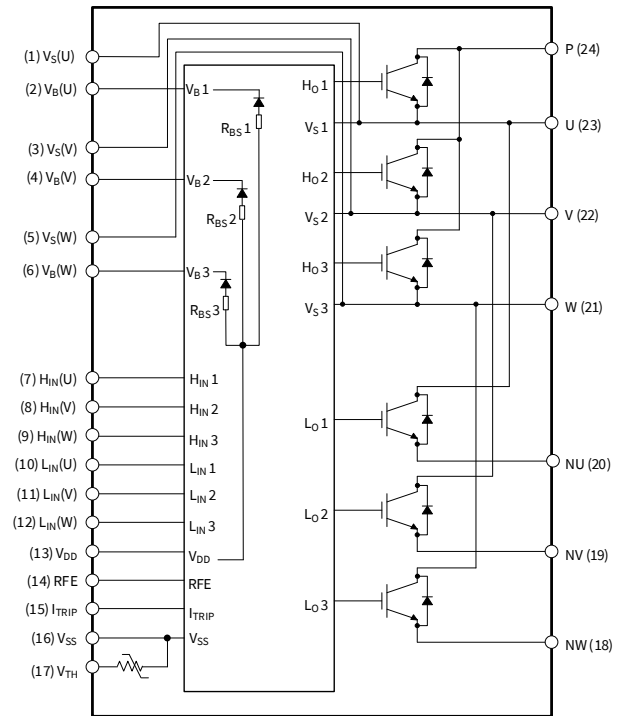 (1) VS(U)
(2) VB(U)
(3) VS(V)
(4) VB(V)
(5) VS(W)
(6) VB(W)
(7) HIN(U)
(8) HIN(V)
(9) HIN(W)
(10) LIN(U)
(11) LIN(V)
(12) LIN(W)
(13) VDD
(14) RFE
(15) ITRIP
(16) VSS
(17) VTH
VB1
RBS1
VB2
RBS2
VB3
RBS3
HIN1
HIN2
HIN3
LIN1
LIN2
LIN3
VDD
RFE
ITRIP
VSS
HO1
VS1
HO2
VS2
HO3
VS3
LO1
LO2
LO3
P (24)
U (23)
V (22)
W (21)
NU (20)
NV (19)
NW (18)